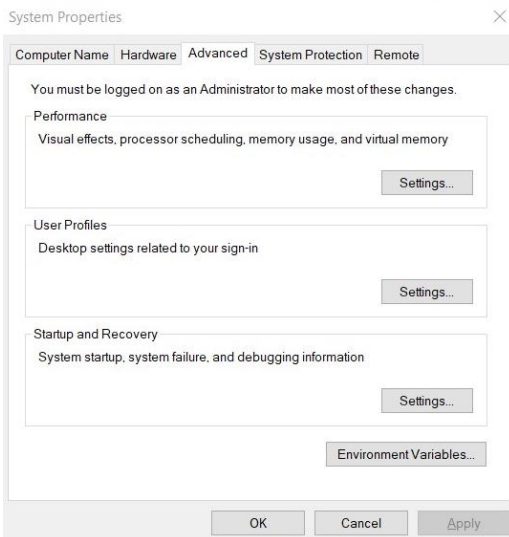 System Properties
Computer Name Hardware Advanced System Protection Remote
You must be logged on as an Administrator to make most of these changes.
Performance
Visual effects, processor scheduling, memory usage, and virtual memory
Settings...
User Profiles
Desktop settings related to your sign-in
Settings...
Startup and Recovery
System startup, system failure, and debugging information
Settings...
Environment Variables...
OK Cancel Apply